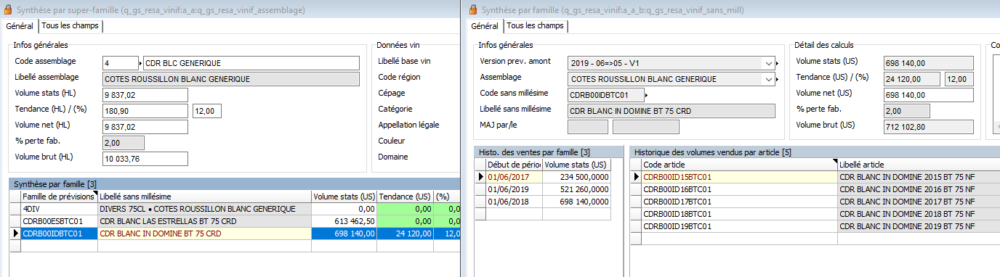 Synthèse par super-famille (q_gs_resa_vinif:a_a:q_gs_resa_vinif_assemblage)
Général
Tous les champs
Infos générales
Code assemblage
4
CDR BLC GENERIQUE
Libellé assemblage
COTES ROUSSILLON BLANC GENERIQUE
Volume stats (HL)
9 837,02
Tendance (HL) / (%)
180,90
12,00
Volume net (HL)
9 837,02
% perte fab.
2,00
Volume brut (HL)
10 033,76
Données vin
Libellé base vin
Code région
Cépage
Catégorie
Appellation légale
Couleur
Domaine
Synthèse par famille [3]
Famille de prévisions Libellé sans millésime Volume stats (US) Tendance (US) (%)
4DIV DIVERS 75CL • COTES ROUSSILLON BLANC GENERIQUE 0,00 0,00 0,00
CDRB00ESBTC01 CDR BLANC LAS ESTRELLAS BT 75 CRD 613 462,50 0,00 0,00
CDRB00IDBTC01 CDR BLANC IN DOMINE BT 75 CRD 698 140,00 24 120,00 12,0
Synthèse par famille (q_gs_resa_vinif:a_a_b:q_gs_resa_vinif_sans_mill)
Général
Tous les champs
Infos générales
Version prev. amont
2019 - 06=>05 - V1
Assemblage
COTES ROUSSILLON BLANC GENERIQUE
Code sans millésime
CDRB00IDBTC01
Libellé sans millésime
CDR BLANC IN DOMINE BT 75 CRD
MAJ par/le
Détail des calculs
Volume stats (US)
698 140,00
Tendance (US) / (%)
24 120,00
12,00
Volume net (US)
698 140,00
% perte fab.
2,00
Volume brut (US)
712 102,80
Co
Histo. des ventes par famille [3]
Début de périod Volume stats (US)
01/06/2017 234 500,0000
01/06/2019 521 260,0000
01/06/2018 698 140,0000
Historique des volumes vendus par article [5]
Code article Libellé article
CDRB00ID15BTC01 CDR BLANC IN DOMINE 2015 BT 75 NF
CDRB00ID16BTC01 CDR BLANC IN DOMINE 2016 BT 75 NF
CDRB00ID17BTC01 CDR BLANC IN DOMINE 2017 BT 75 NF
CDRB00ID18BTC01 CDR BLANC IN DOMINE 2018 BT 75 NF
CDRB00ID19BTC01 CDR BLANC IN DOMINE 2019 BT 75 NF